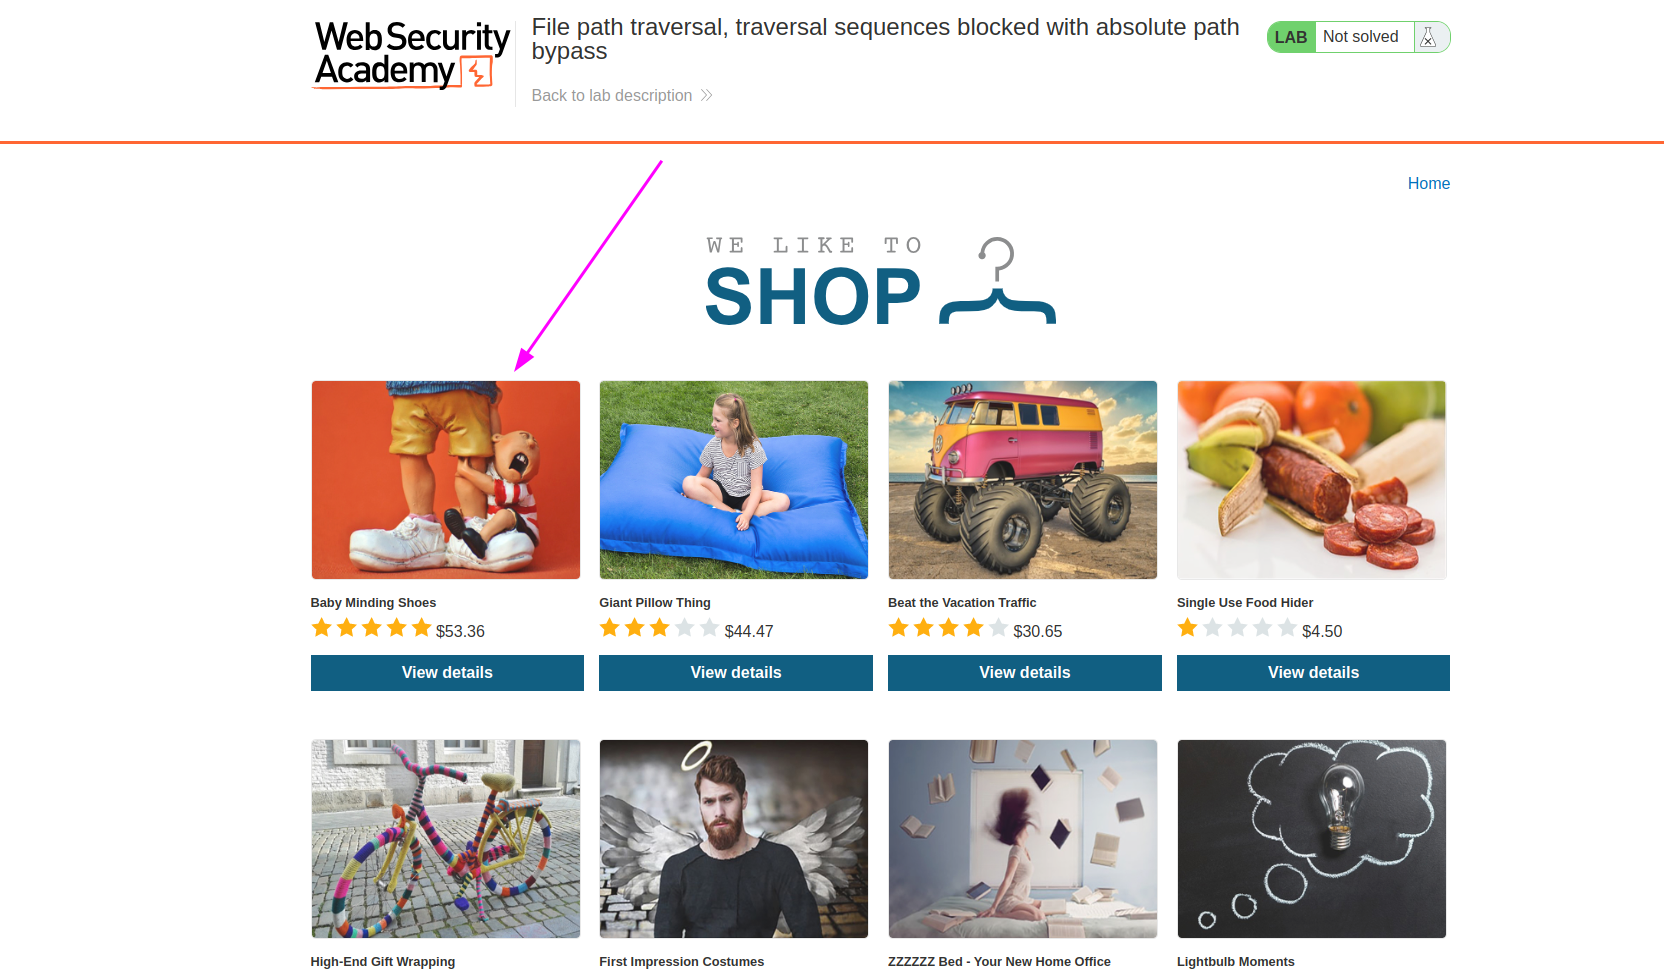 Web Security
Academy
File path traversal, traversal sequences blocked with absolute path
bypass
Back to lab description
LAB Not solved
Home
WE LIKE TO
SHOP
Baby Minding Shoes
$53.36
View details
Giant Pillow Thing
$44.47
View details
Beat the Vacation Traffic
$30.65
View details
Single Use Food Hider
$4.50
View details
High-End Gift Wrapping
First Impression Costumes
ZZZZZZ Bed - Your New Home Office
Lightbulb Moments